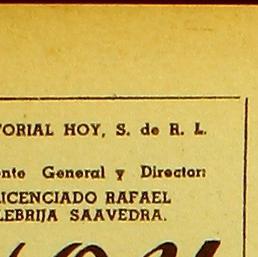 TORIAL HOY, S. de R. L.
ente General y Director:
LICENCIADO RAFAEL
LEBRIJA SAAVEDRA.